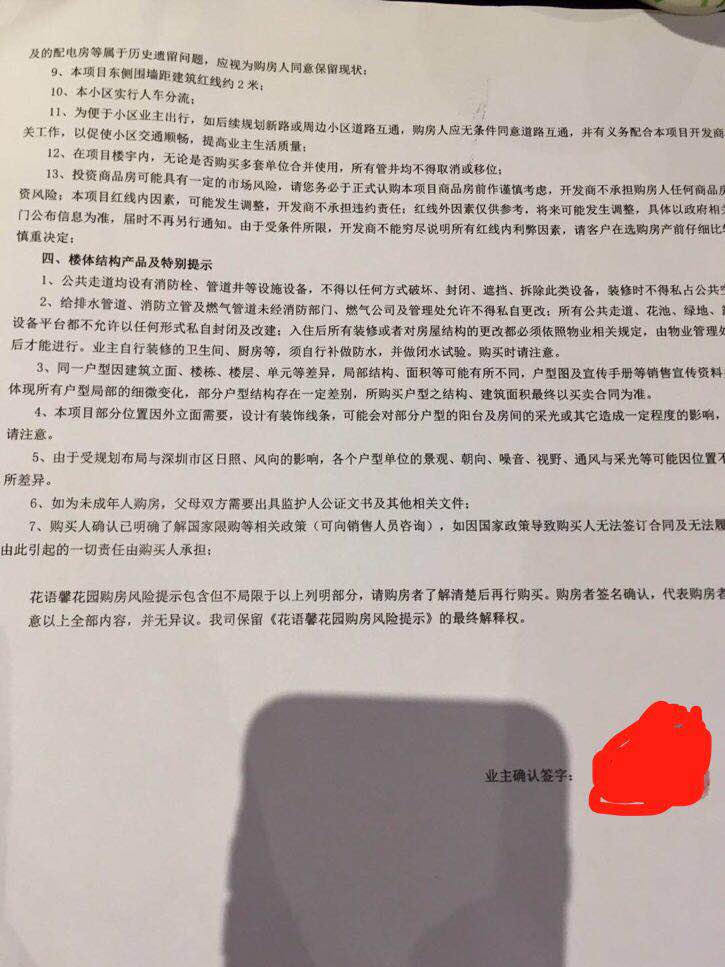 及的配电房等属于历史遗留问题，应视为购房人同意保留现状；
9、本项目东侧围墙距建筑红线约 2 米；
10、本小区实行人车分流；
11、为便于小区业主出行，如后续规划新路或周边小区道路互通，购房人应无条件同意道路互通，并有义务配合本项目开发商
关工作，以促使小区交通顺畅，提高业主生活质量；
12、在项目楼宇内，无论是否购买多套单位合并使用，所有管井均不得取消或移位；
13、投资商品房可能具有一定的市场风险，请您务必于正式认购本项目商品房前作谨慎考虑，开发商不承担购房人任何商品房
资风险；本项目红线内因素，可能发生调整，开发商不承担违约责任；红线外因素仅供参考，将来可能发生调整，具体以政府相关
门公布信息为准，届时不再另行通知。由于受条件所限，开发商不能穷尽说明所有红线内利弊因素，请客户在选购房产前仔细比较
慎重决定；
四、楼体结构产品及特别提示
1、公共走道均设有消防栓、管道井等设施设备，不得以任何方式破坏、封闭、遮挡、拆除此类设备，装修时不得私占公共空
2、给排水管道、消防立管及燃气管道未经消防部门、燃气公司及管理处允许不得私自更改；所有公共走道、花池、绿地、
设备平台都不允许以任何形式私自封闭及改建；入住后所有装修或者对房屋结构的更改都必须依照物业相关规定，由物业管理处
后才能进行。业主自行装修的卫生间、厨房等，须自行补做防水，并做闭水试验。购买时请注意。
3、同一户型因建筑立面、楼栋、楼层、单元等差异，局部结构、面积等可能有所不同，户型图及宣传手册等销售宣传资料
体现所有户型局部的细微变化，部分户型结构存在一定差别，所购买户型之结构、建筑面积最终以买卖合同为准。
4、本项目部分位置因外立面需要，设计有装饰线条，可能会对部分户型的阳台及房间的采光或其它造成一定程度的影响，
请注意。
5、由于受规划布局与深圳市区日照、风向的影响，各个户型单位的景观、朝向、噪音、视野、通风与采光等可能因位置不
所差异。
6、如为未成年人购房，父母双方需要出具监护人公证文书及其他相关文件；
7、购买人确认已明确了解国家限购等相关政策（可向销售人员咨询），如因国家政策导致购买人无法签订合同及无法履
由此引起的一切责任由购买人承担；
花语馨花园购房风险提示包含但不局限于以上列明部分，请购房者了解清楚后再行购买。购房者签名确认，代表购房者
意以上全部内容，并无异议。我司保留《花语馨花园购房风险提示》的最终解释权。
业主确认签字：